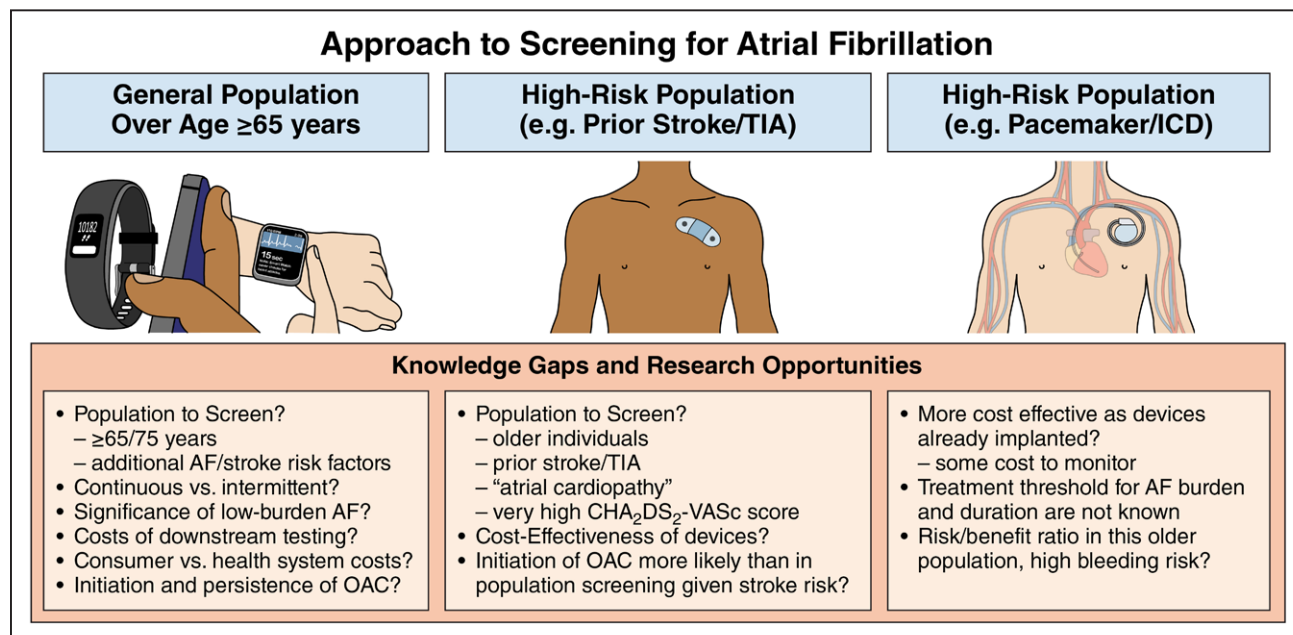 Approach to Screening for Atrial Fibrillation
General Population
Over Age ≥65 years
High-Risk Population
(e.g. Prior Stroke/TIA)
High-Risk Population
(e.g. Pacemaker/ICD)
10182
15 sec
Knowledge Gaps and Research Opportunities
• Population to Screen?
– ≥65/75 years
– additional AF/stroke risk factors
• Continuous vs. intermittent?
• Significance of low-burden AF?
• Costs of downstream testing?
• Consumer vs. health system costs?
• Initiation and persistence of OAC?
• Population to Screen?
– older individuals
– prior stroke/TIA
– “atrial cardiopathy”
– very high CHA₂DS₂-VASc score
• Cost-Effectiveness of devices?
• Initiation of OAC more likely than in
population screening given stroke risk?
• More cost effective as devices
already implanted?
– some cost to monitor
• Treatment threshold for AF burden
and duration are not known
• Risk/benefit ratio in this older
population, high bleeding risk?